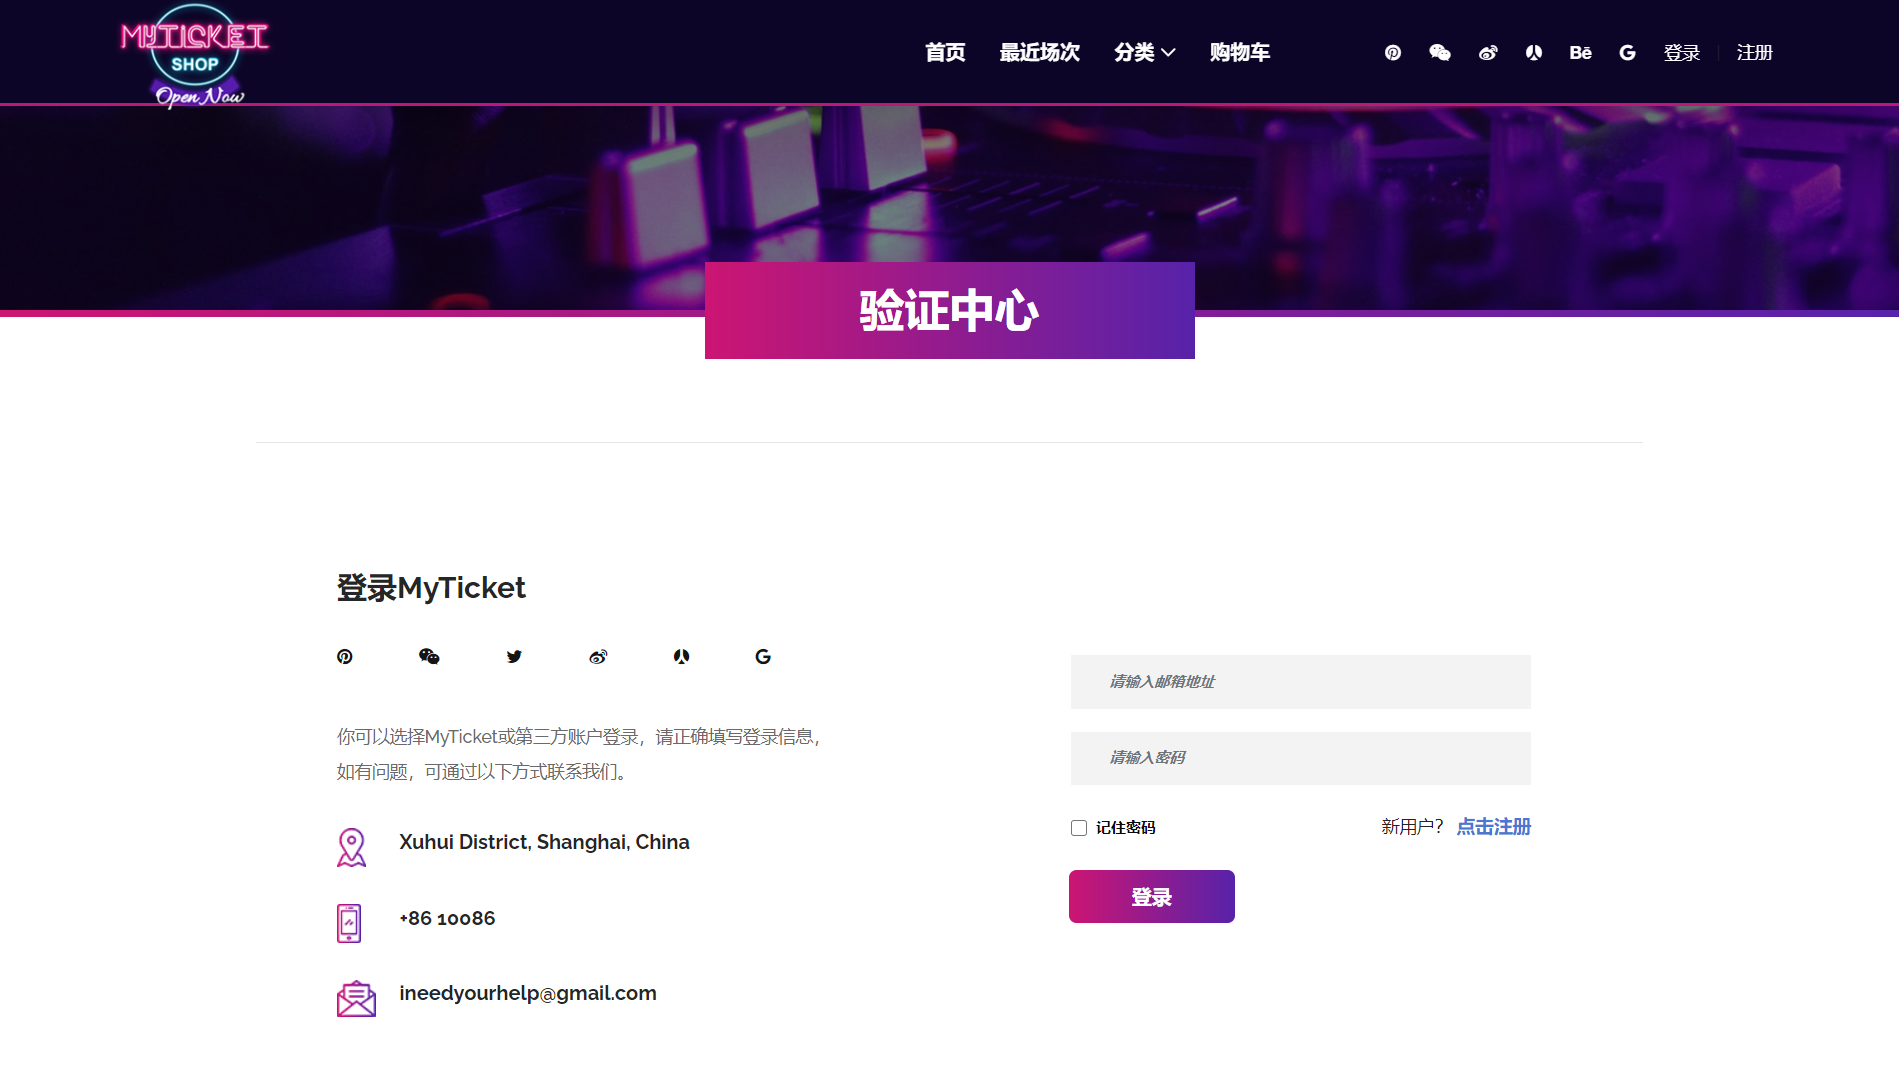 MYTICKET
SHOP
Open Now
首页 最近场次 分类 购物车 Bē G 登录 注册
验证中心
登录MyTicket
你可以选择MyTicket或第三方账户登录，请正确填写登录信息，
如有问题，可通过以下方式联系我们。
Xuhui District, Shanghai, China
+86 10086
ineedyourhelp@gmail.com
请输入邮箱地址
请输入密码
记住密码 新用户？ 点击注册
登录